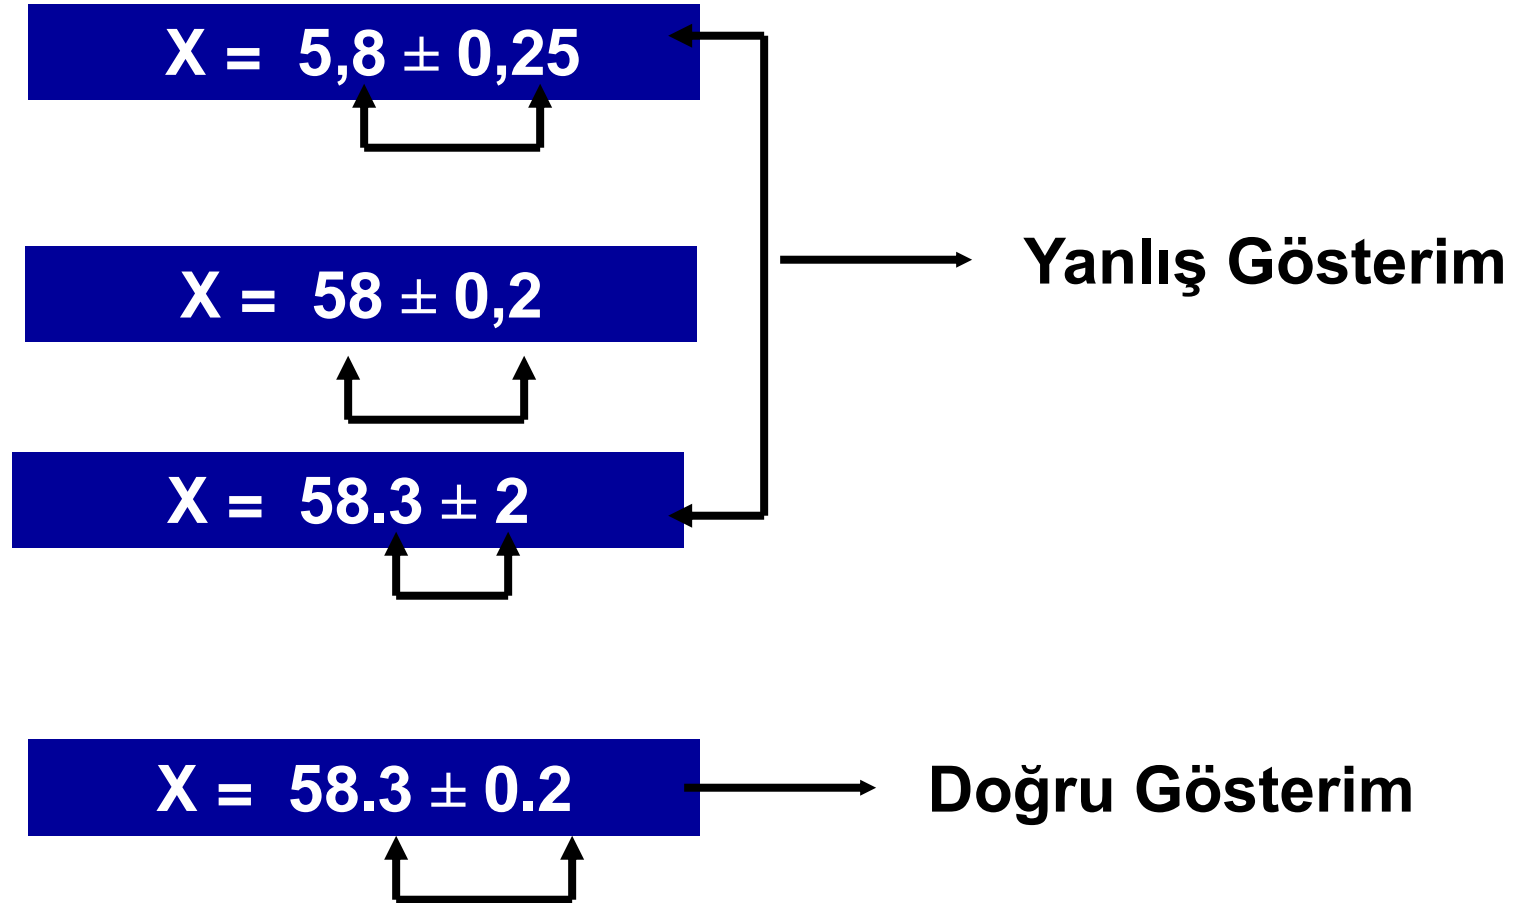 X = 5,8 ± 0,25
X = 58 ± 0,2
Yanlış Gösterim
X = 58.3 ± 2
X = 58.3 ± 0.2
Doğru Gösterim